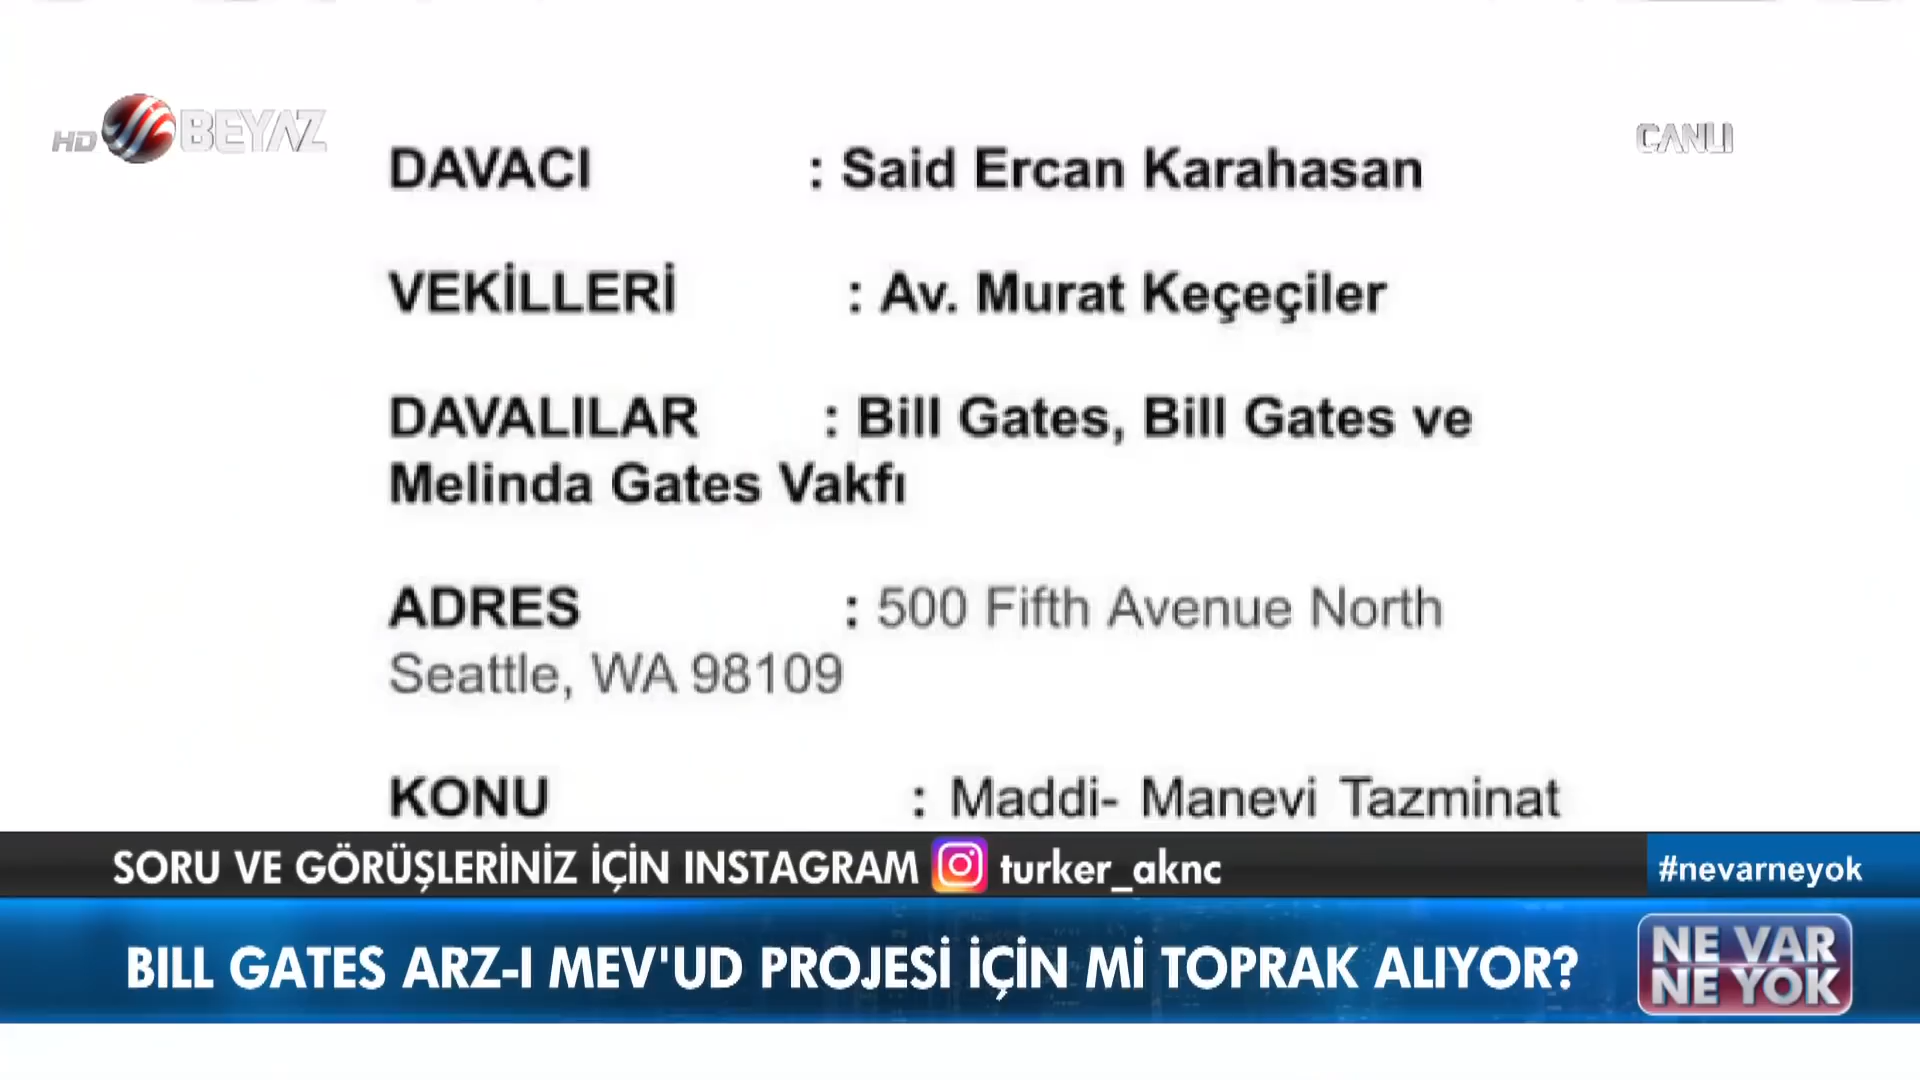 HD BEYAZ
CANLI
DAVACI : Said Ercan Karahasan
VEKİLLERİ : Av. Murat Keçeçiler
DAVALILAR : Bill Gates, Bill Gates ve
Melinda Gates Vakfı
ADRES : 500 Fifth Avenue North
Seattle, WA 98109
KONU : Maddi- Manevi Tazminat
SORU VE GÖRÜŞLERİNİZ İÇİN INSTAGRAM turker_aknc
#nevarneyok
BILL GATES ARZ-I MEV'UD PROJESİ İÇİN Mİ TOPRAK ALIYOR?
NE VAR
NE YOK